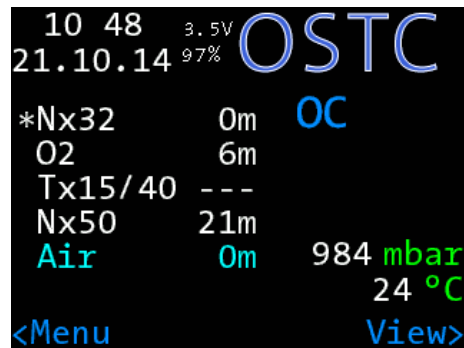 10 48 3.5V OSTC
21.10.14 97%
*Nx32 0m OC
O2 6m
Tx15/40 ---
Nx50 21m
Air 0m 984 mbar
24 ºC
<Menu View>